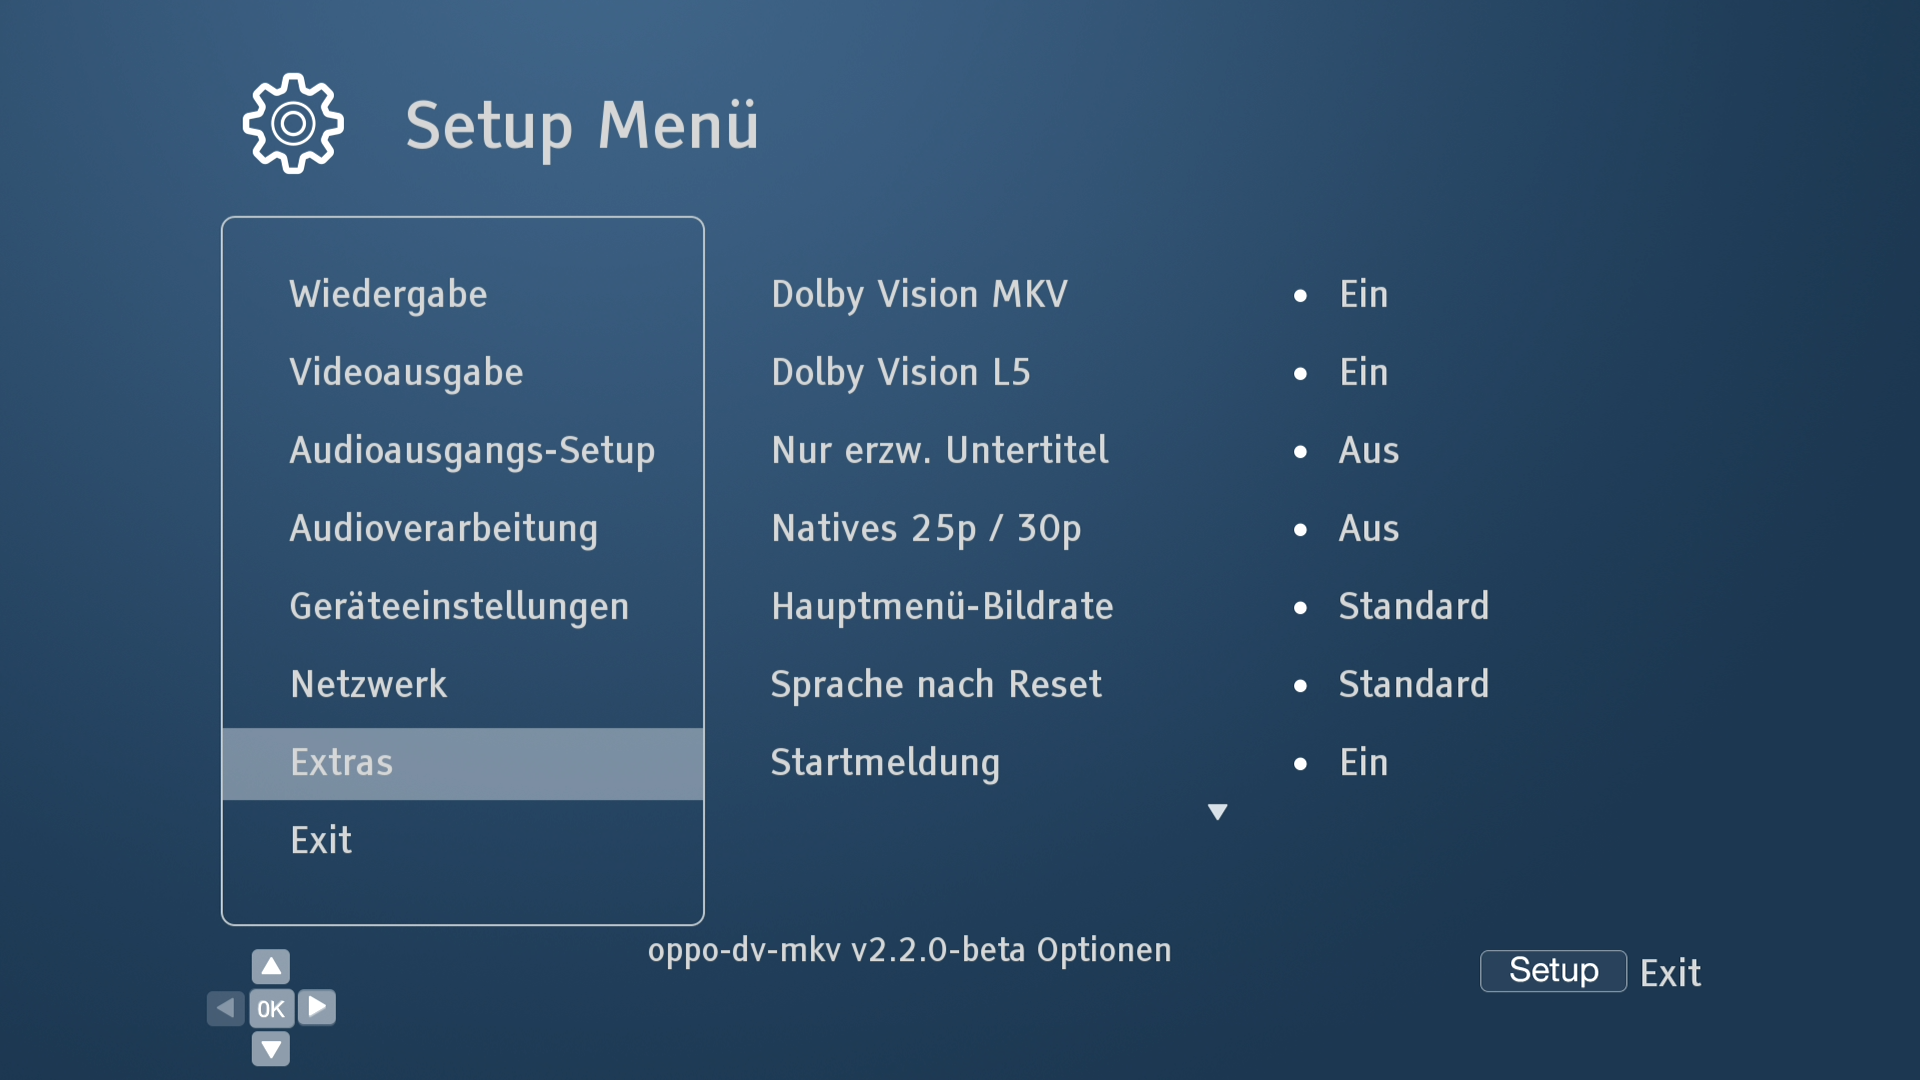 Setup Menü
Wiedergabe
Videoausgabe
Audioausgangs-Setup
Audioverarbeitung
Geräteeinstellungen
Netzwerk
Extras
Exit
Dolby Vision MKV • Ein
Dolby Vision L5 • Ein
Nur erzw. Untertitel • Aus
Natives 25p / 30p • Aus
Hauptmenü-Bildrate • Standard
Sprache nach Reset • Standard
Startmeldung • Ein
oppo-dv-mkv v2.2.0-beta Optionen
OK
Setup Exit